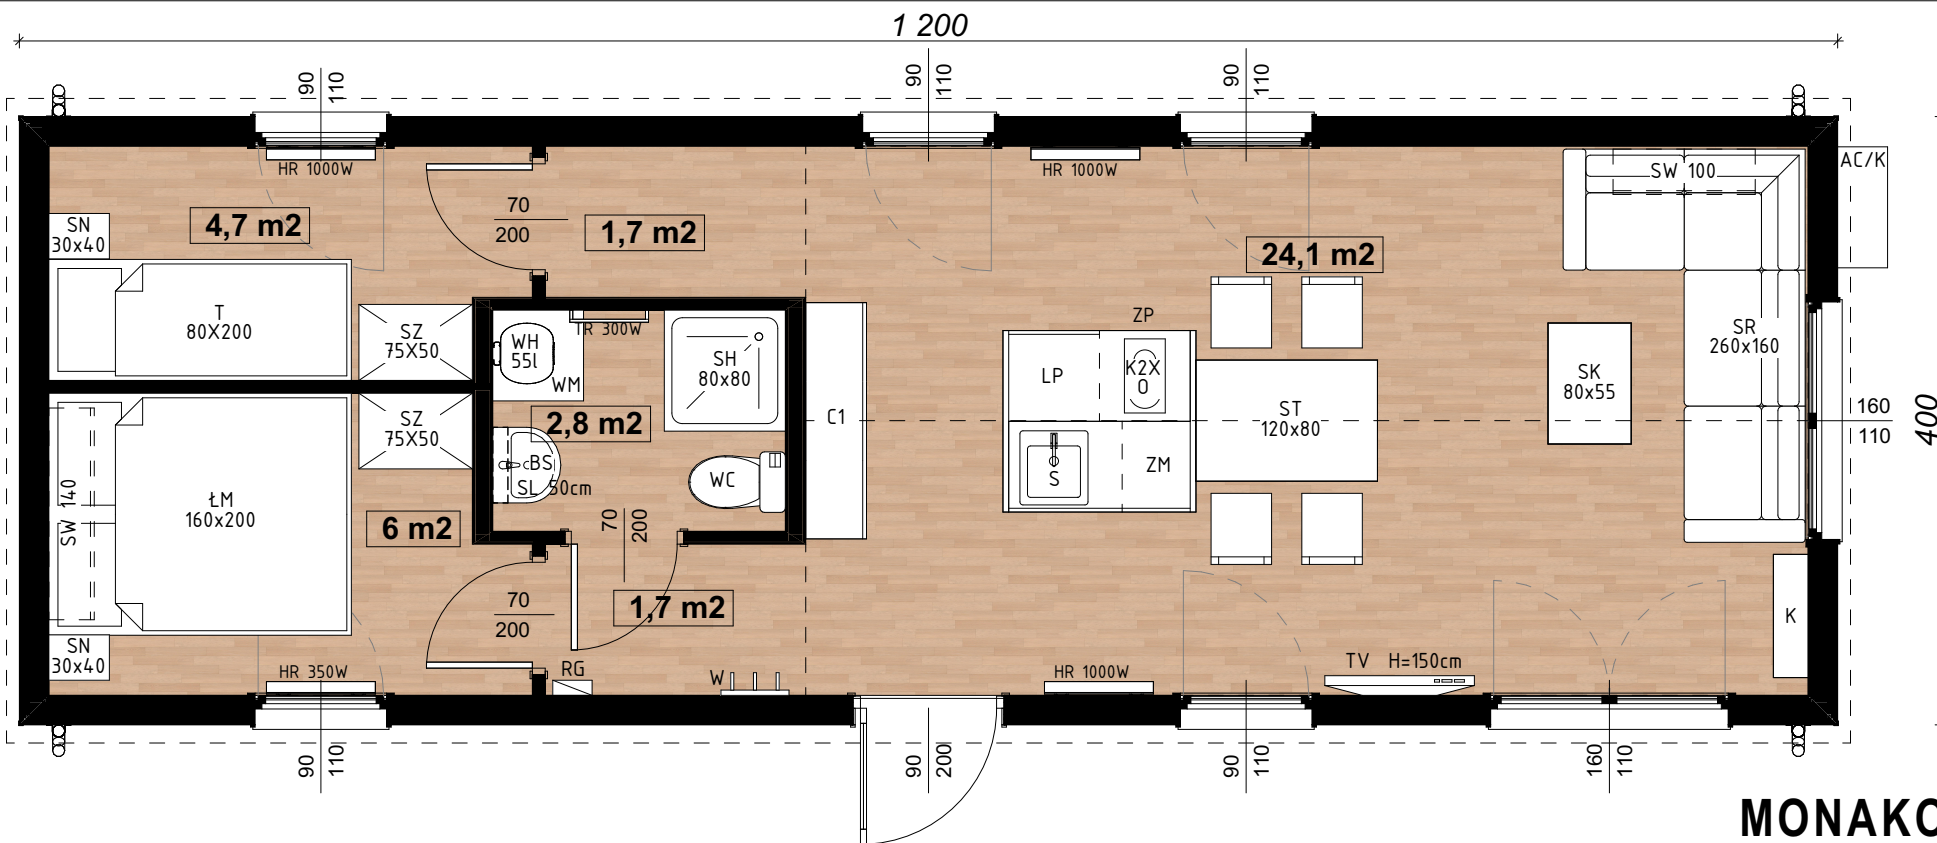 1 200
90
110
90
110
90
110
HR 1000W
HR 1000W
SW 100
AC/K
SN
30x40
4,7 m2
70
200
1,7 m2
24,1 m2
T
80X200
SZ
75X50
WH
55l
WM
TR 300W
SH
80x80
ZP
LP
K2X
O
SR
260x160
SK
80x55
SZ
75X50
2,8 m2
C1
ST
120x80
160
110
400
BS
SL 50cm
WC
S
ZM
SW 140
ŁM
160x200
6 m2
70
200
70
200
1,7 m2
K
SN
30x40
HR 350W
RG
W
HR 1000W
TV H=150cm
90
110
90
200
90
110
160
110
MONAKO